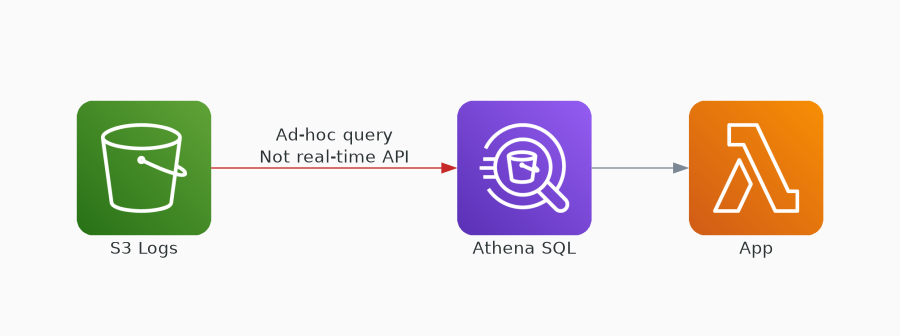 Ad-hoc query
Not real-time API
S3 Logs
Athena SQL
App